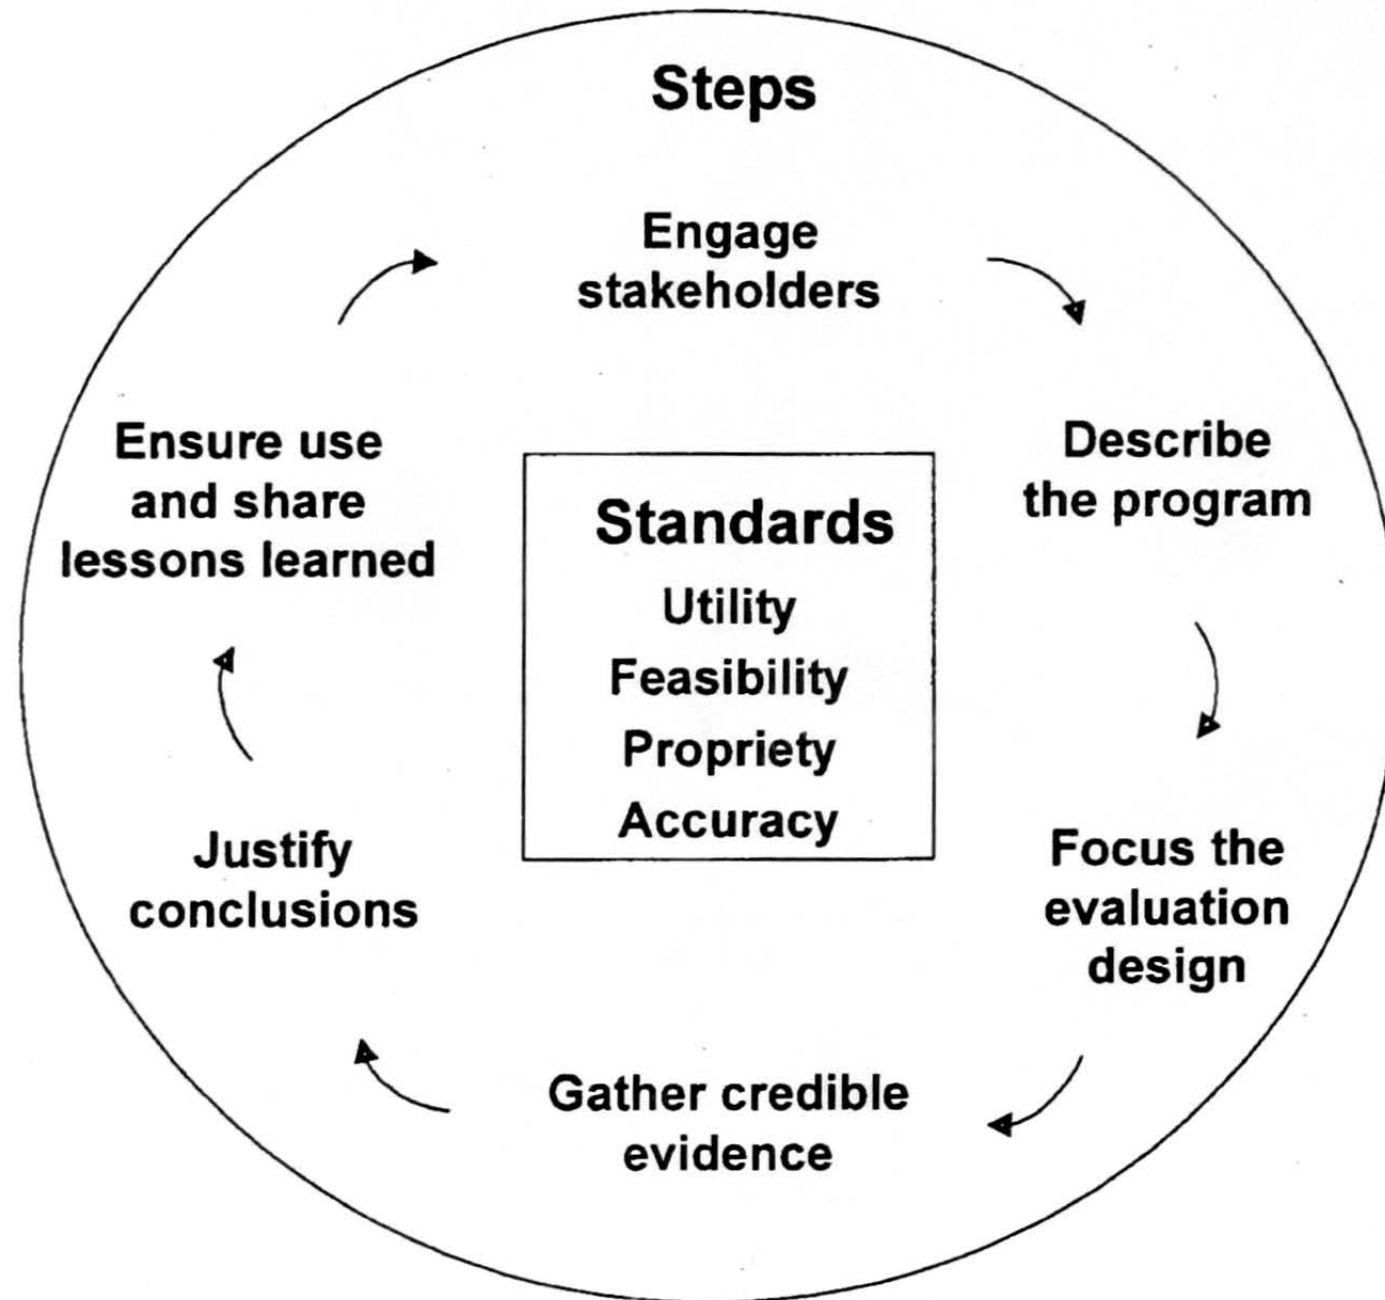 Steps
Engage
stakeholders
Describe
the program
Focus the
evaluation
design
Gather credible
evidence
Justify
conclusions
Ensure use
and share
lessons learned
Standards
Utility
Feasibility
Propriety
Accuracy